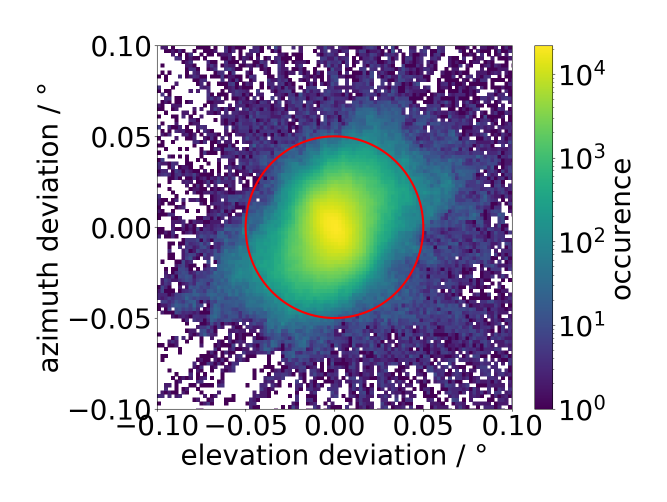 0.10
0.05
0.00
−0.05
−0.10
azimuth deviation / °
−0.10 −0.05 0.00 0.05 0.10
elevation deviation / °
10⁴
10³
10²
10¹
10⁰
occurence